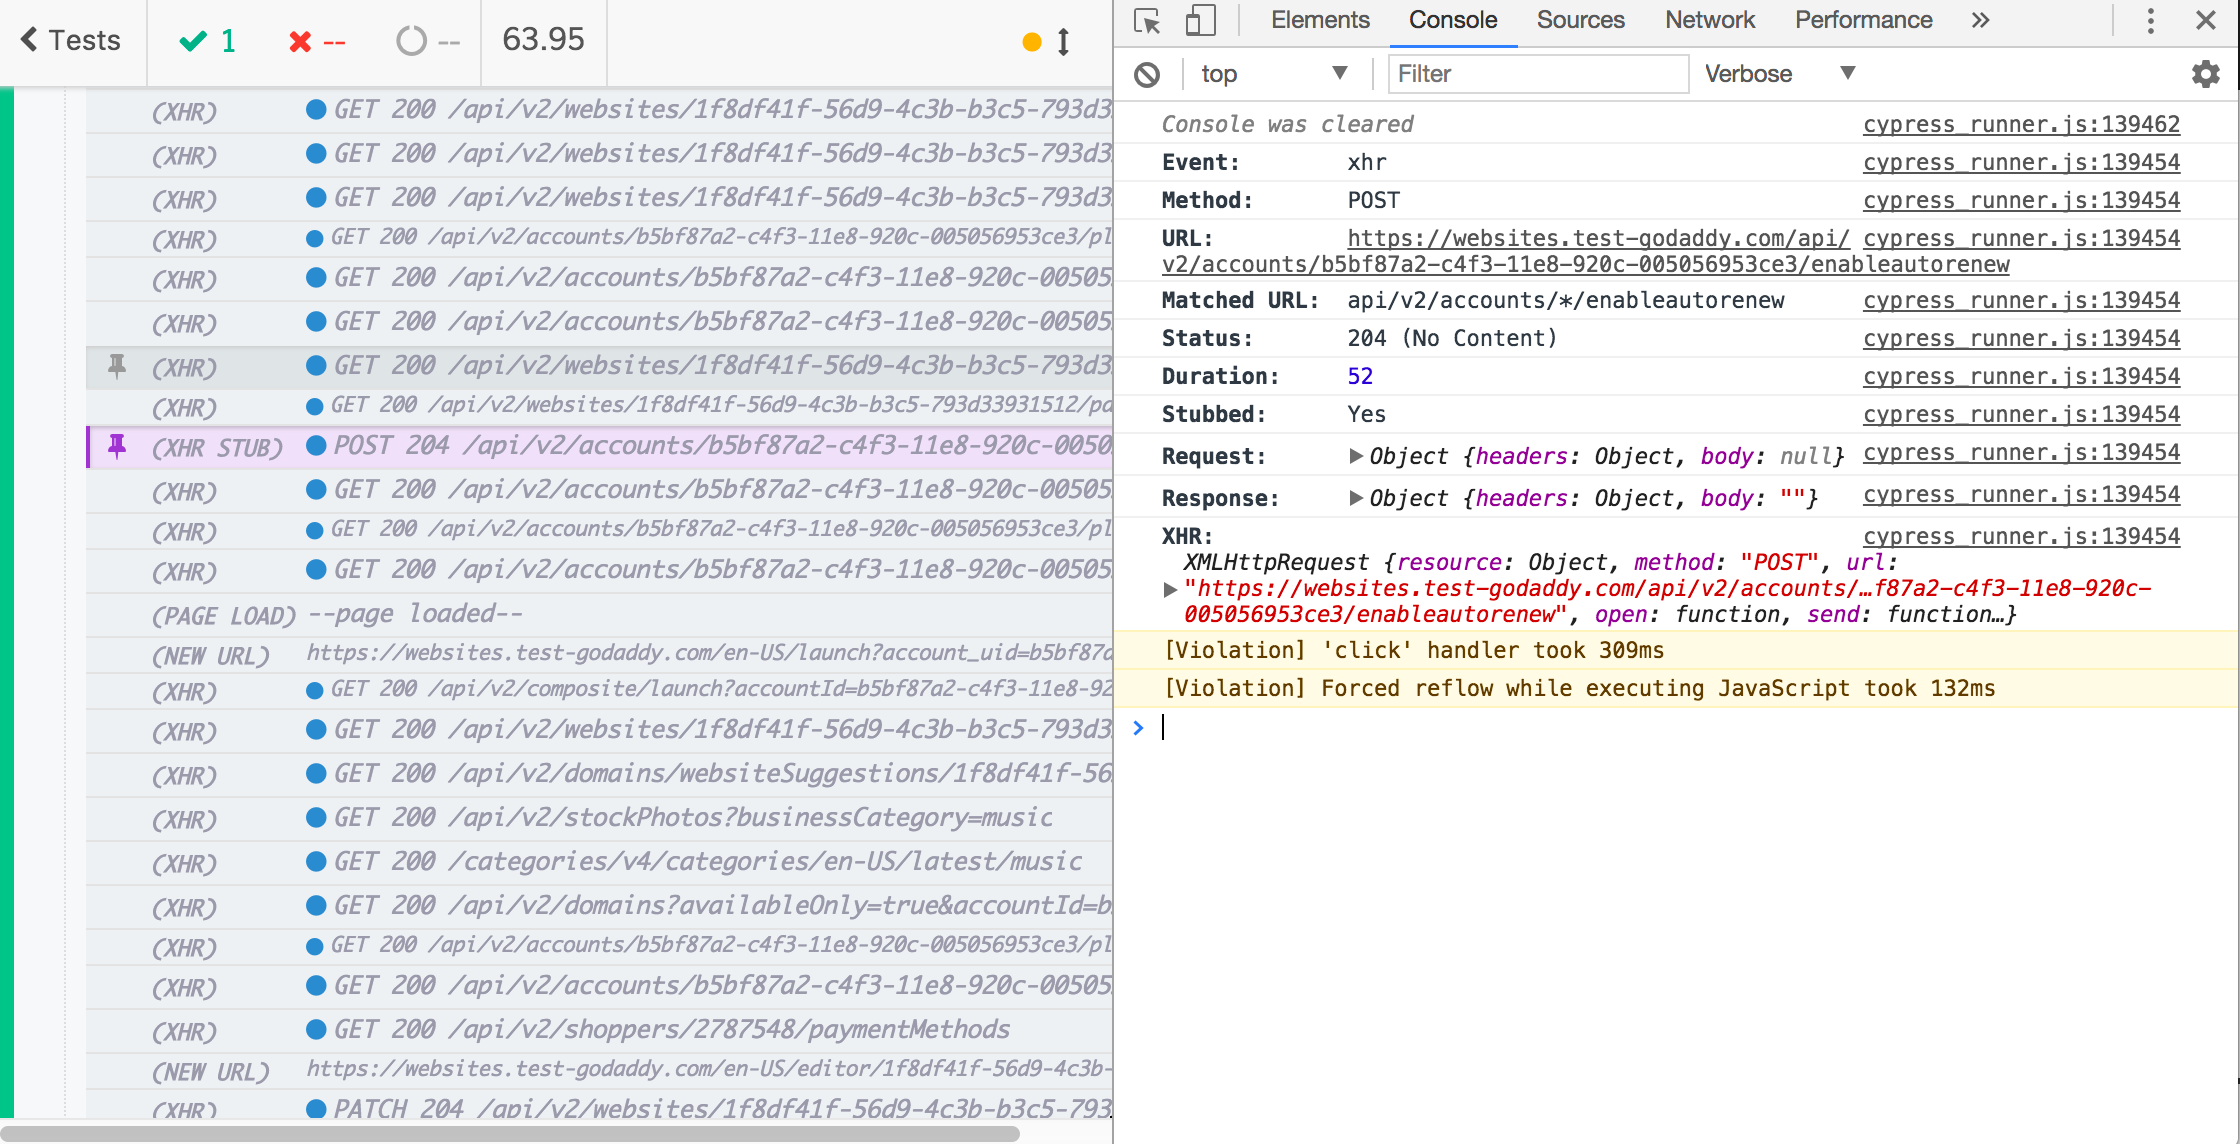 Tests 1 -- -- 63.95
(XHR) GET 200 /api/v2/websites/1f8df41f-56d9-4c3b-b3c5-793d3
(XHR) GET 200 /api/v2/websites/1f8df41f-56d9-4c3b-b3c5-793d3
(XHR) GET 200 /api/v2/websites/1f8df41f-56d9-4c3b-b3c5-793d3
(XHR) GET 200 /api/v2/accounts/b5bf87a2-c4f3-11e8-920c-005056953ce3/pl
(XHR) GET 200 /api/v2/accounts/b5bf87a2-c4f3-11e8-920c-00505
(XHR) GET 200 /api/v2/accounts/b5bf87a2-c4f3-11e8-920c-00505
(XHR) GET 200 /api/v2/websites/1f8df41f-56d9-4c3b-b3c5-793d3
(XHR) GET 200 /api/v2/websites/1f8df41f-56d9-4c3b-b3c5-793d33931512/pa
(XHR STUB) POST 204 /api/v2/accounts/b5bf87a2-c4f3-11e8-920c-0050
(XHR) GET 200 /api/v2/accounts/b5bf87a2-c4f3-11e8-920c-00505
(XHR) GET 200 /api/v2/accounts/b5bf87a2-c4f3-11e8-920c-005056953ce3/pl
(XHR) GET 200 /api/v2/accounts/b5bf87a2-c4f3-11e8-920c-00505
(PAGE LOAD) --page loaded--
(NEW URL) https://websites.test-godaddy.com/en-US/launch?account_uid=b5bf87a
(XHR) GET 200 /api/v2/composite/launch?accountId=b5bf87a2-c4f3-11e8-92
(XHR) GET 200 /api/v2/websites/1f8df41f-56d9-4c3b-b3c5-793d3
(XHR) GET 200 /api/v2/domains/websiteSuggestions/1f8df41f-56
(XHR) GET 200 /api/v2/stockPhotos?businessCategory=music
(XHR) GET 200 /categories/v4/categories/en-US/latest/music
(XHR) GET 200 /api/v2/domains?availableOnly=true&accountId=b
(XHR) GET 200 /api/v2/accounts/b5bf87a2-c4f3-11e8-920c-005056953ce3/pl
(XHR) GET 200 /api/v2/accounts/b5bf87a2-c4f3-11e8-920c-00505
(XHR) GET 200 /api/v2/shoppers/2787548/paymentMethods
(NEW URL) https://websites.test-godaddy.com/en-US/editor/1f8df41f-56d9-4c3b-
(XHR) PATCH 204 /api/v2/websites/1f8df41f-56d9-4c3b-b3c5-793
Elements Console Sources Network Performance »
top Filter Verbose
Console was cleared cypress_runner.js:139462
Event: xhr cypress_runner.js:139454
Method: POST cypress_runner.js:139454
URL: https://websites.test-godaddy.com/api/ cypress_runner.js:139454
v2/accounts/b5bf87a2-c4f3-11e8-920c-005056953ce3/enableautorenew
Matched URL: api/v2/accounts/*/enableautorenew cypress_runner.js:139454
Status: 204 (No Content) cypress_runner.js:139454
Duration: 52 cypress_runner.js:139454
Stubbed: Yes cypress_runner.js:139454
Request: Object {headers: Object, body: null} cypress_runner.js:139454
Response: Object {headers: Object, body: ""} cypress_runner.js:139454
XHR: cypress_runner.js:139454
XMLHttpRequest {resource: Object, method: "POST", url:
"https://websites.test-godaddy.com/api/v2/accounts/…f87a2-c4f3-11e8-920c-
005056953ce3/enableautorenew", open: function, send: function…}
[Violation] 'click' handler took 309ms
[Violation] Forced reflow while executing JavaScript took 132ms
>